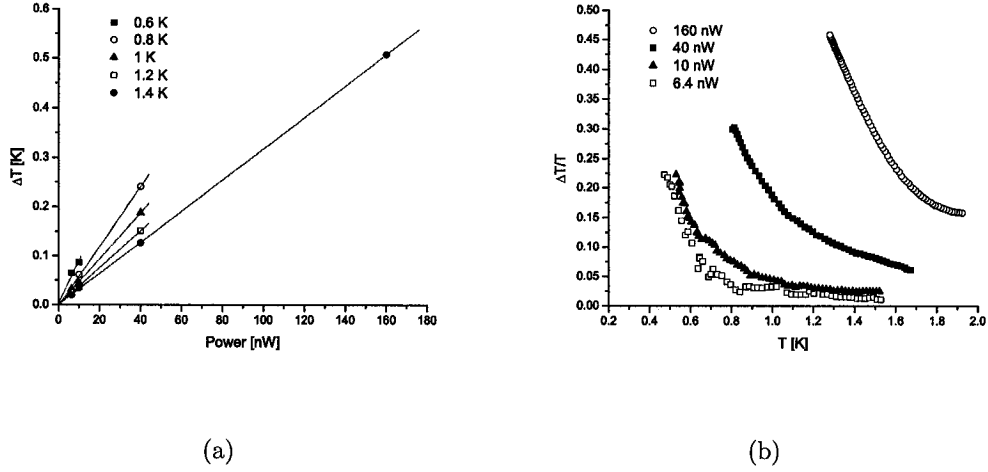 0.6
0.5
0.4
0.3
0.2
0.1
0.0
ΔT [K]
0.6 K
0.8 K
1 K
1.2 K
1.4 K
0 20 40 60 80 100 120 140 160 180
Power [nW]
(a)
0.50
0.45
0.40
0.35
0.30
0.25
0.20
0.15
0.10
0.05
0.00
ΔT/T
160 nW
40 nW
10 nW
6.4 nW
0.2 0.4 0.6 0.8 1.0 1.2 1.4 1.6 1.8 2.0
T [K]
(b)